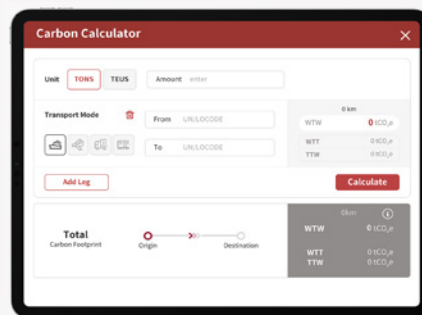 Carbon Calculator
Unit TONS TEUS Amount enter
Transport Mode From UN/LOCODE
To UN/LOCODE
0 km
WTW 0 tCO₂e
WTT 0 tCO₂e
TTW 0 tCO₂e
Add Leg Calculate
Total
Carbon Footprint
Origin Destination
0km
WTW 0 tCO₂e
WTT 0 tCO₂e
TTW 0 tCO₂e